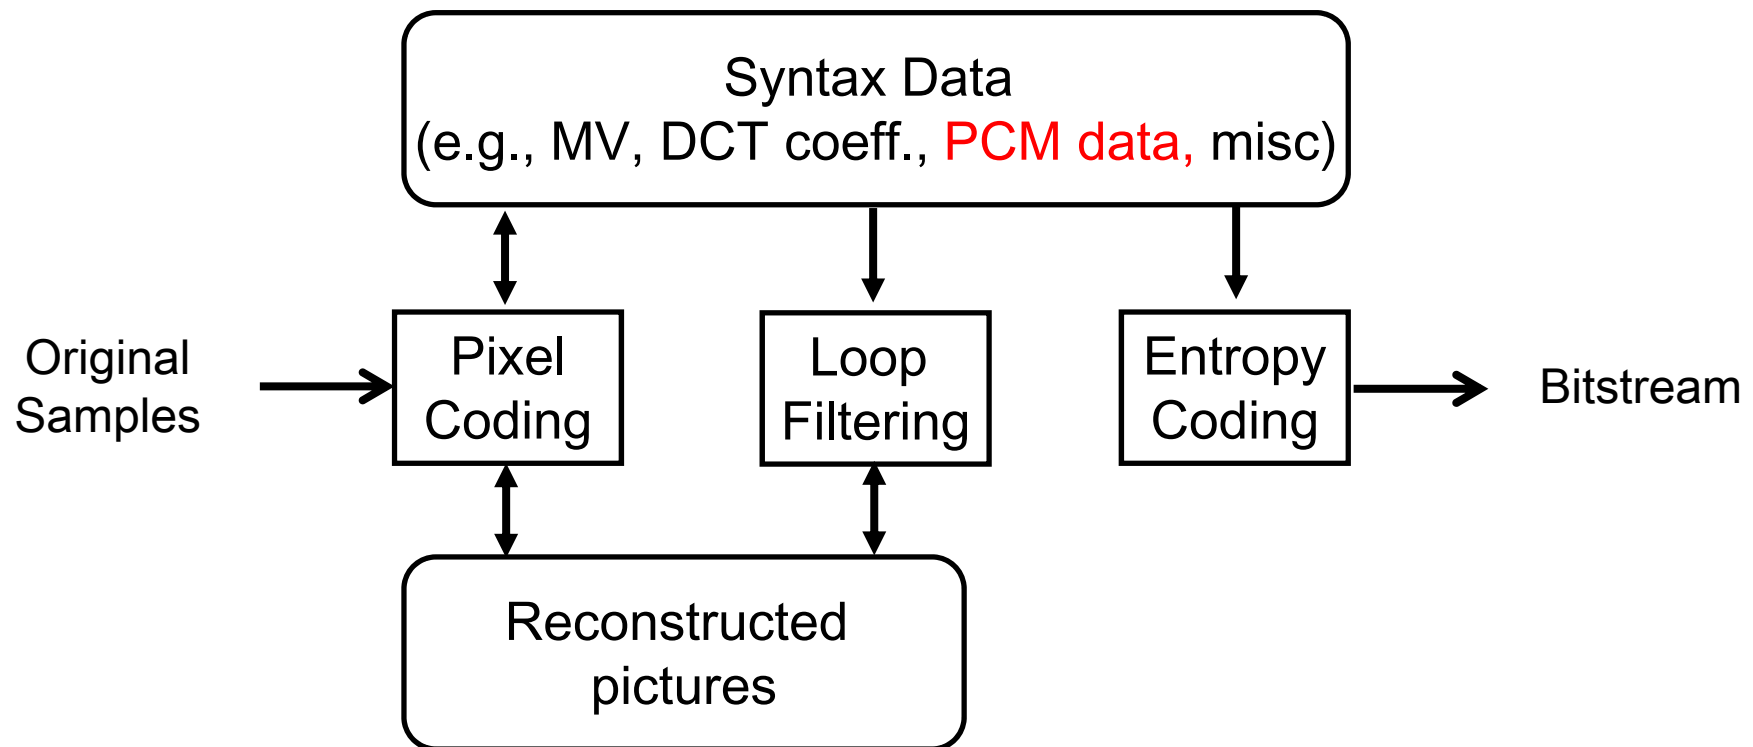 Syntax Data
(e.g., MV, DCT coeff., PCM data, misc)
Original
Samples
Pixel
Coding
Loop
Filtering
Entropy
Coding
Bitstream
Reconstructed
pictures